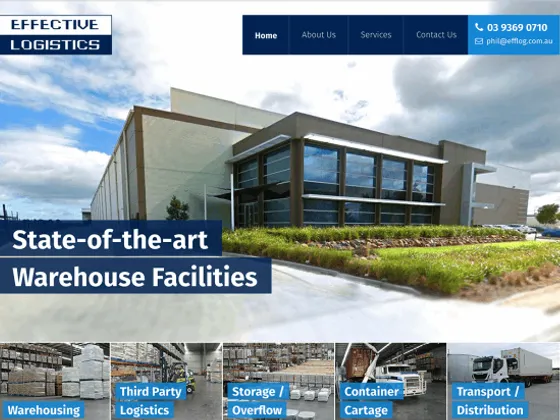 EFFECTIVE
LOGISTICS
Home
About Us
Services
Contact Us
03 9369 0710
phil@efflog.com.au
State-of-the-art
Warehouse Facilities
Warehousing
Third Party
Logistics
Storage /
Overflow
Container
Cartage
Transport /
Distribution